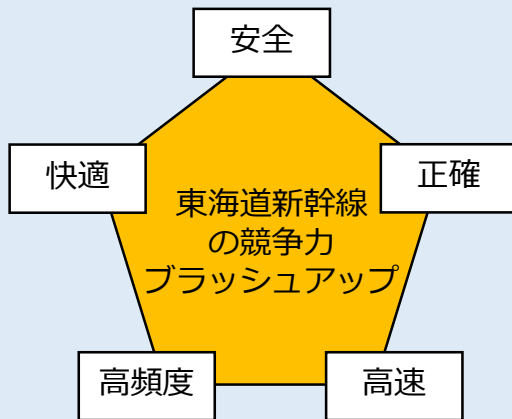 安全
快適
正確
東海道新幹線
の競争力
ブラッシュアップ
高頻度
高速